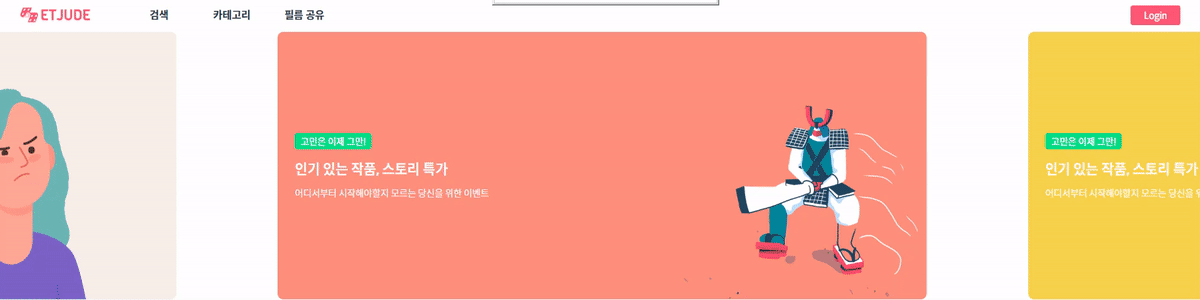 ETJUDE 검색 카테고리 필름 공유 Login
고민은 이제 그만!
인기 있는 작품, 스토리 특가
어디서부터 시작해야할지 모르는 당신을 위한 이벤트
고민은 이제 그만!
인기 있는 작품, 스토리 특가
어디서부터 시작해야할지 모르는 당신을